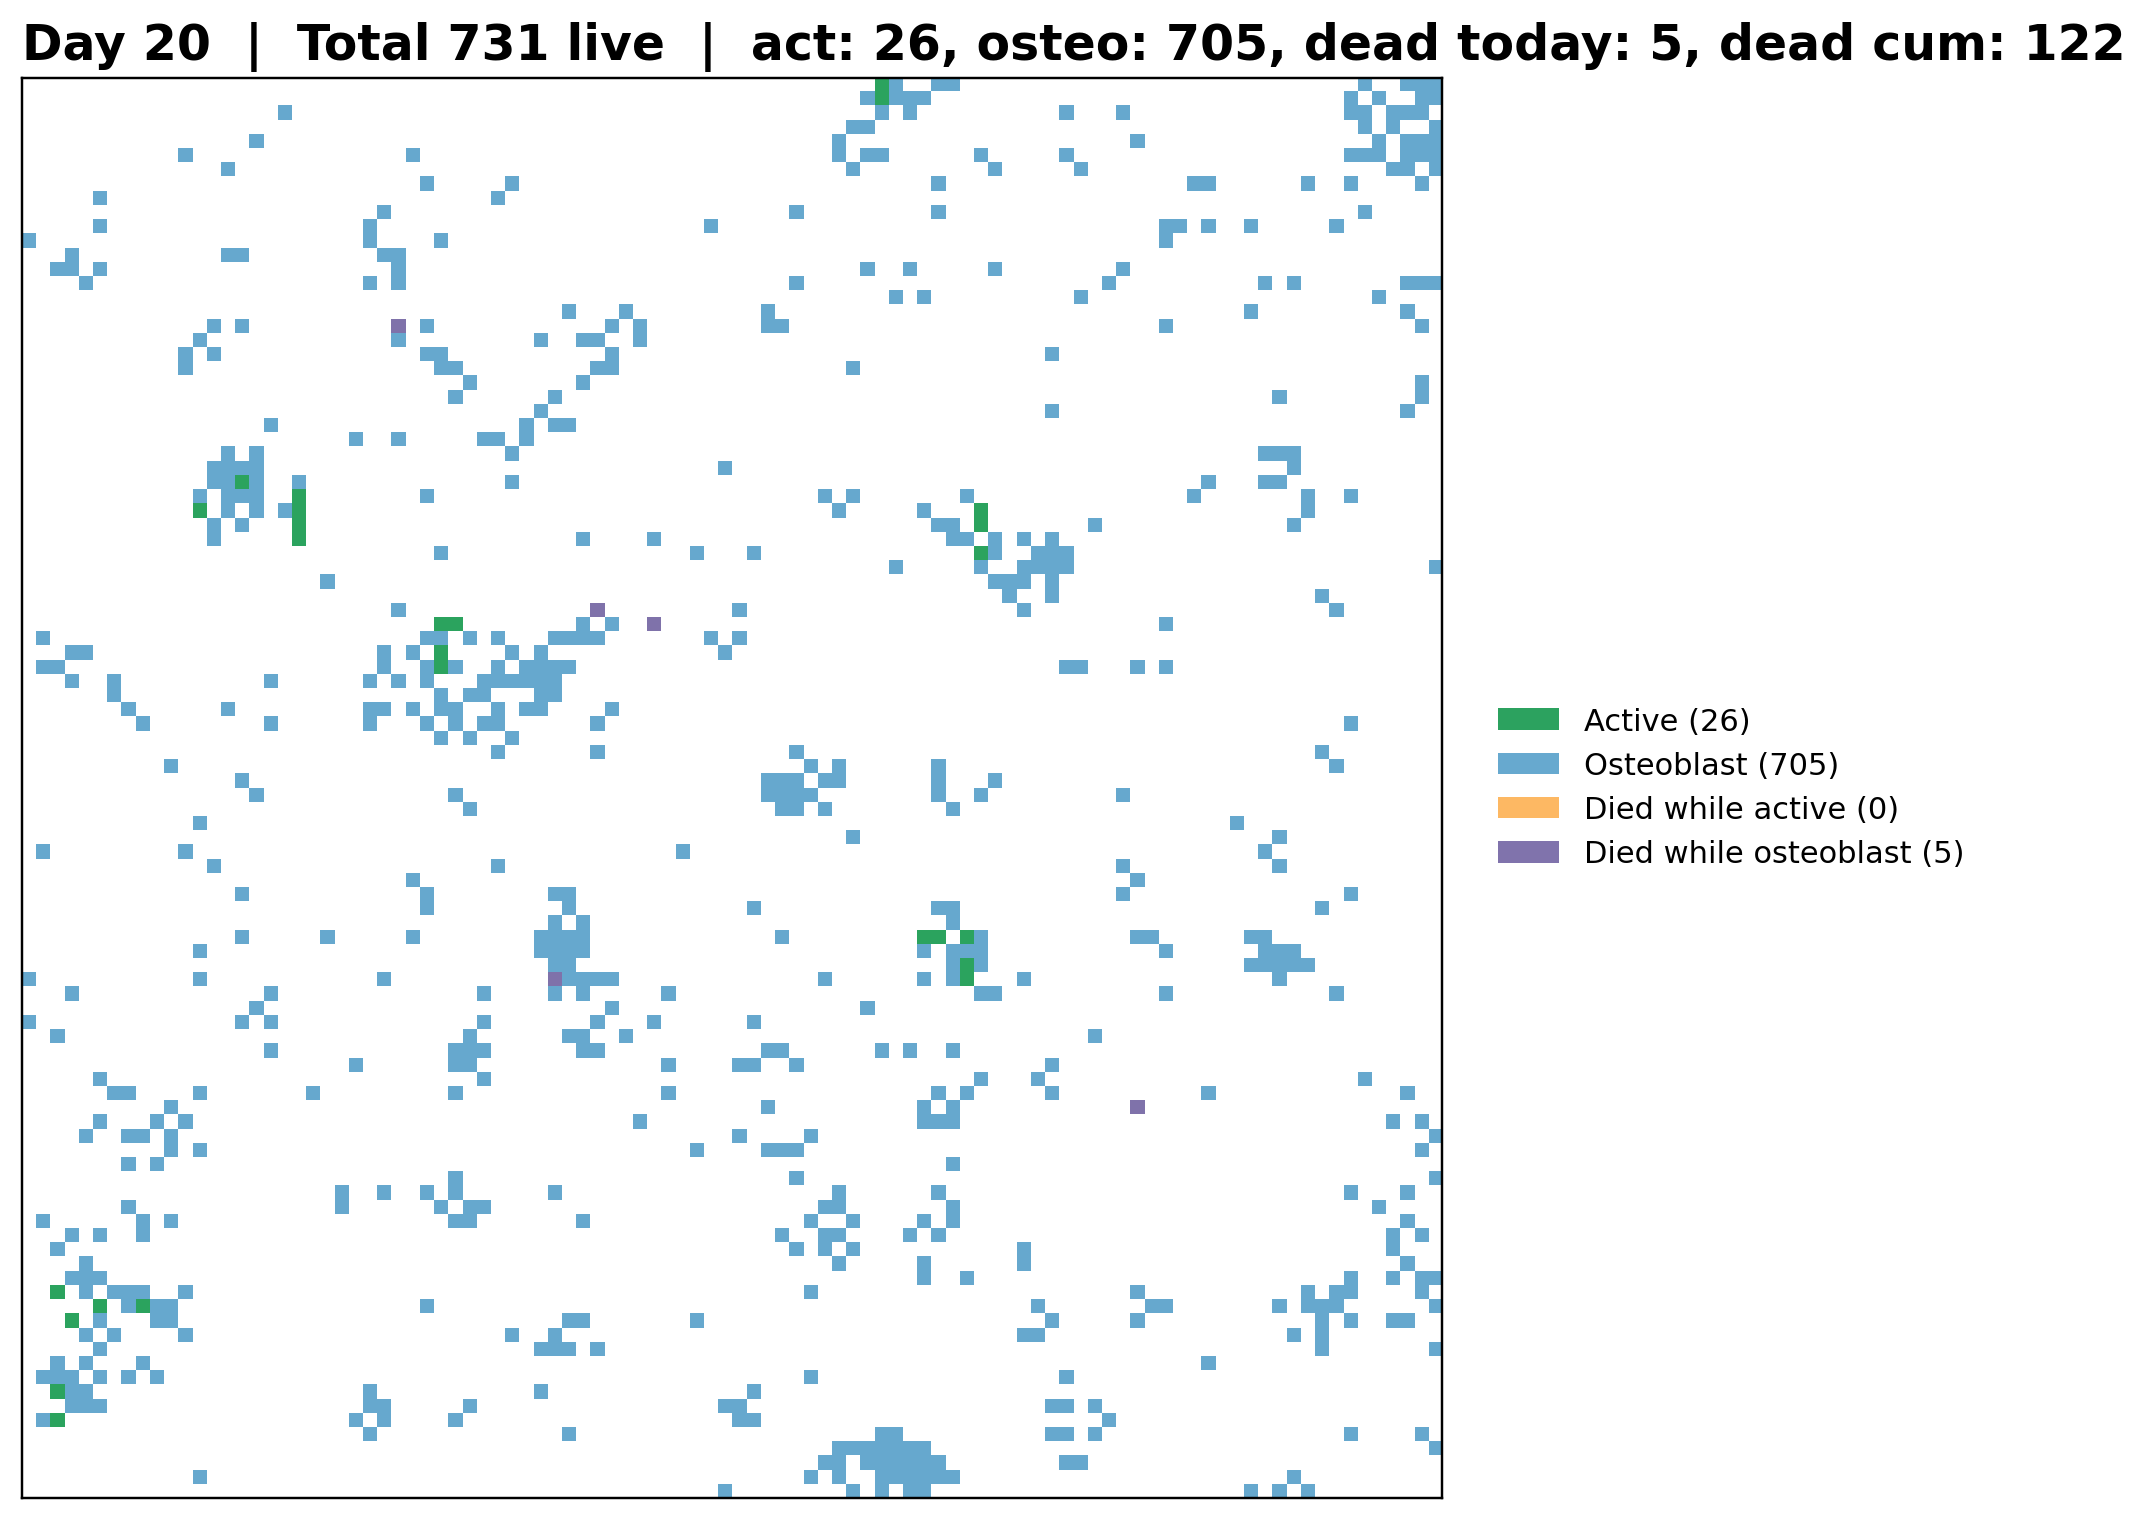 Day 20 | Total 731 live | act: 26, osteo: 705, dead today: 5, dead cum: 122
Active (26)
Osteoblast (705)
Died while active (0)
Died while osteoblast (5)